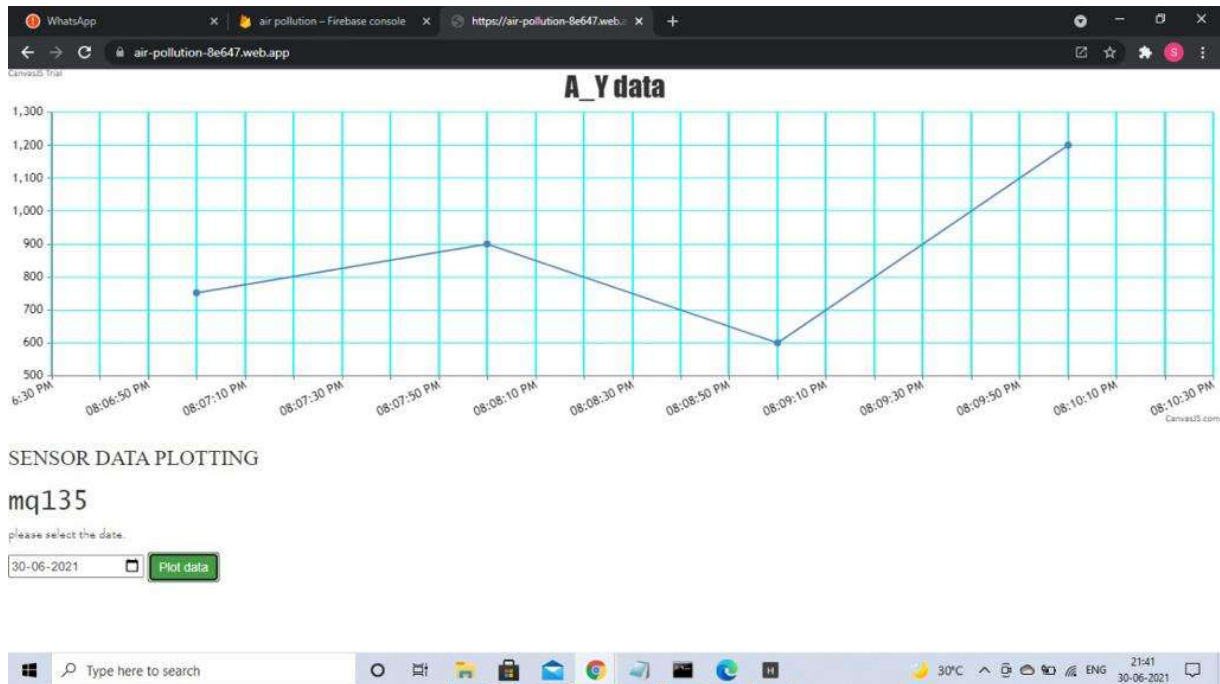 WhatsApp
air pollution – Firebase console
https://air-pollution-8e647.web.a
air-pollution-8e647.web.app
S
CanvasJS Trial
A_Y data
1,300
1,200
1,100
1,000
900
800
700
600
500
6:30 PM
08:06:50 PM
08:07:10 PM
08:07:30 PM
08:07:50 PM
08:08:10 PM
08:08:30 PM
08:08:50 PM
08:09:10 PM
08:09:30 PM
08:09:50 PM
08:10:10 PM
08:10:30 PM
CanvasJS.com
SENSOR DATA PLOTTING
mq135
please select the date.
30-06-2021 Plot data
Type here to search
H
30°C
ENG
21:41
30-06-2021